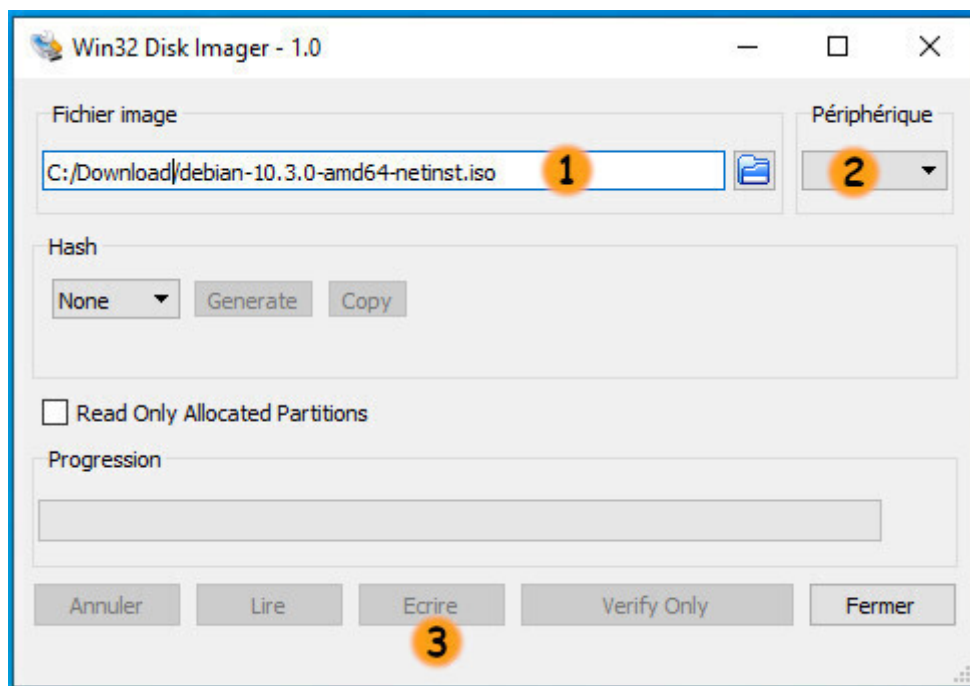 Win32 Disk Imager - 1.0
Fichier image
Périphérique
C:/Download/debian-10.3.0-amd64-netinst.iso 1
2
Hash
None Generate Copy
Read Only Allocated Partitions
Progression
Annuler Lire Ecrire Verify Only Fermer
3